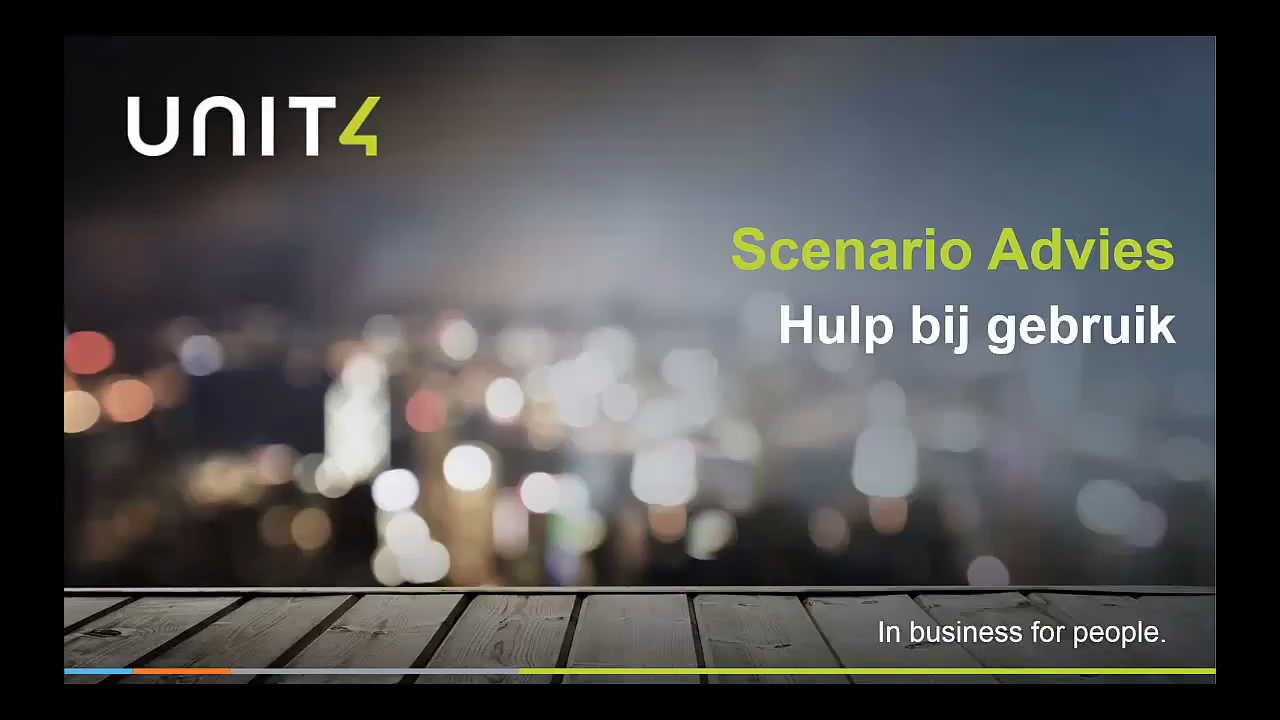 UNIT4
Scenario Advies
Hulp bij gebruik
In business for people.